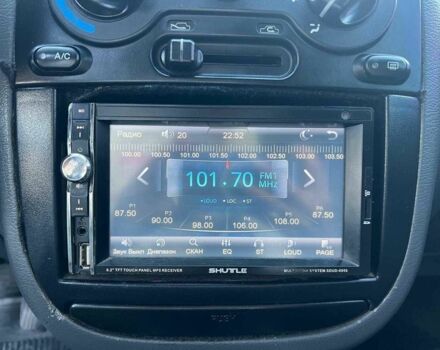 A/C
Радио 20 22:52
100.00 100.50 101.00 101.50 102.00 102.50 103.00 103.50
101.70 FM1 MHz
LOUD LOC ST
P1 87.50 P2 90.00 P3 98.00 P4 106.00 P5 108.00 P6 87.50
Звук Выкл Диапазон СКАН EQ ST LOUD PAGE
6.2" TFT TOUCH PANEL MP5 RECEIVER SHUTTLE
PUSH